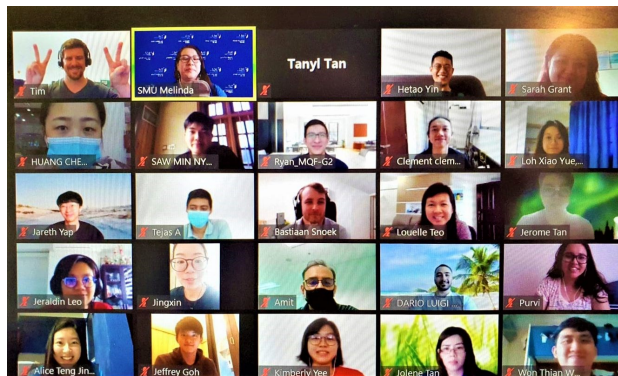 Tim
SMU Melinda
Tanyl Tan
Hetao Yin
Sarah Grant
HUANG CHE...
SAW MIN NY...
Ryan_MQF-G2
Clement clem...
Loh Xiao Yue,...
Jareth Yap
Tejas A
Bastiaan Snoek
Louelle Teo
Jerome Tan
Jeraldin Leo
Jingxin
Amit
DARIO LUIGI
Purvi
Alice Teng Jin...
Jeffrey Goh
Kimberly Yee
Jolene Tan
Won Thian W...